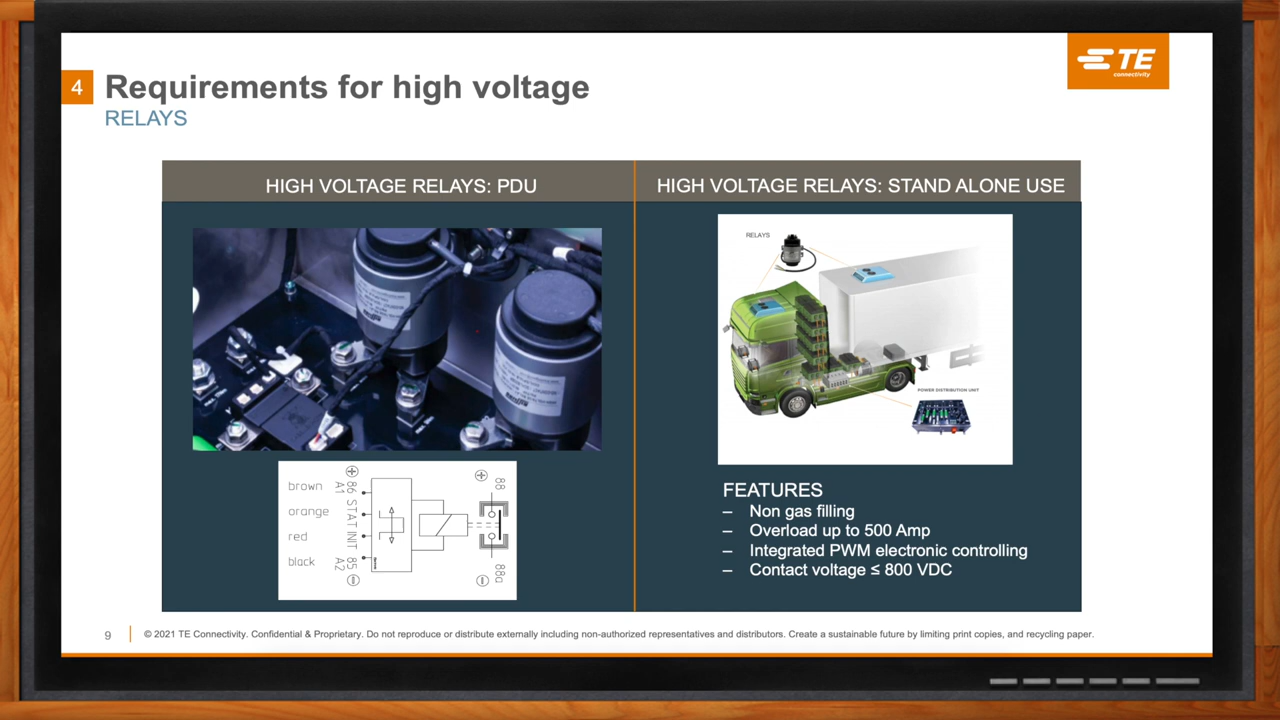 4
Requirements for high voltage
RELAYS
TE
connectivity
HIGH VOLTAGE RELAYS: PDU
HIGH VOLTAGE RELAYS: STAND ALONE USE
RELAYS
POWER DISTRIBUTION UNIT
brown
orange
red
black
A1
86
STAT
INIT
85
A2
88
88a
FEATURES
– Non gas filling
– Overload up to 500 Amp
– Integrated PWM electronic controlling
– Contact voltage ≤ 800 VDC
9
© 2021 TE Connectivity. Confidential & Proprietary. Do not reproduce or distribute externally including non-authorized representatives and distributors. Create a sustainable future by limiting print copies, and recycling paper.